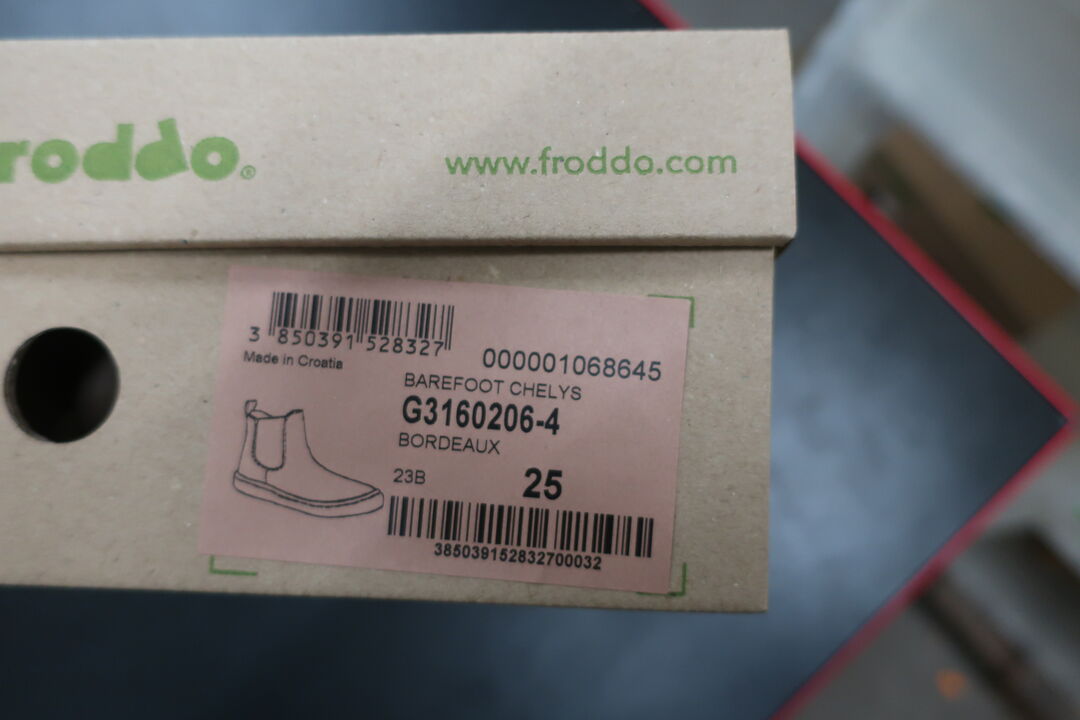 roddo®
www.froddo.com
3 850391 528327
Made in Croatia
000001068645
BAREFOOT CHELYS
G3160206-4
BORDEAUX
23B
25
385039152832700032